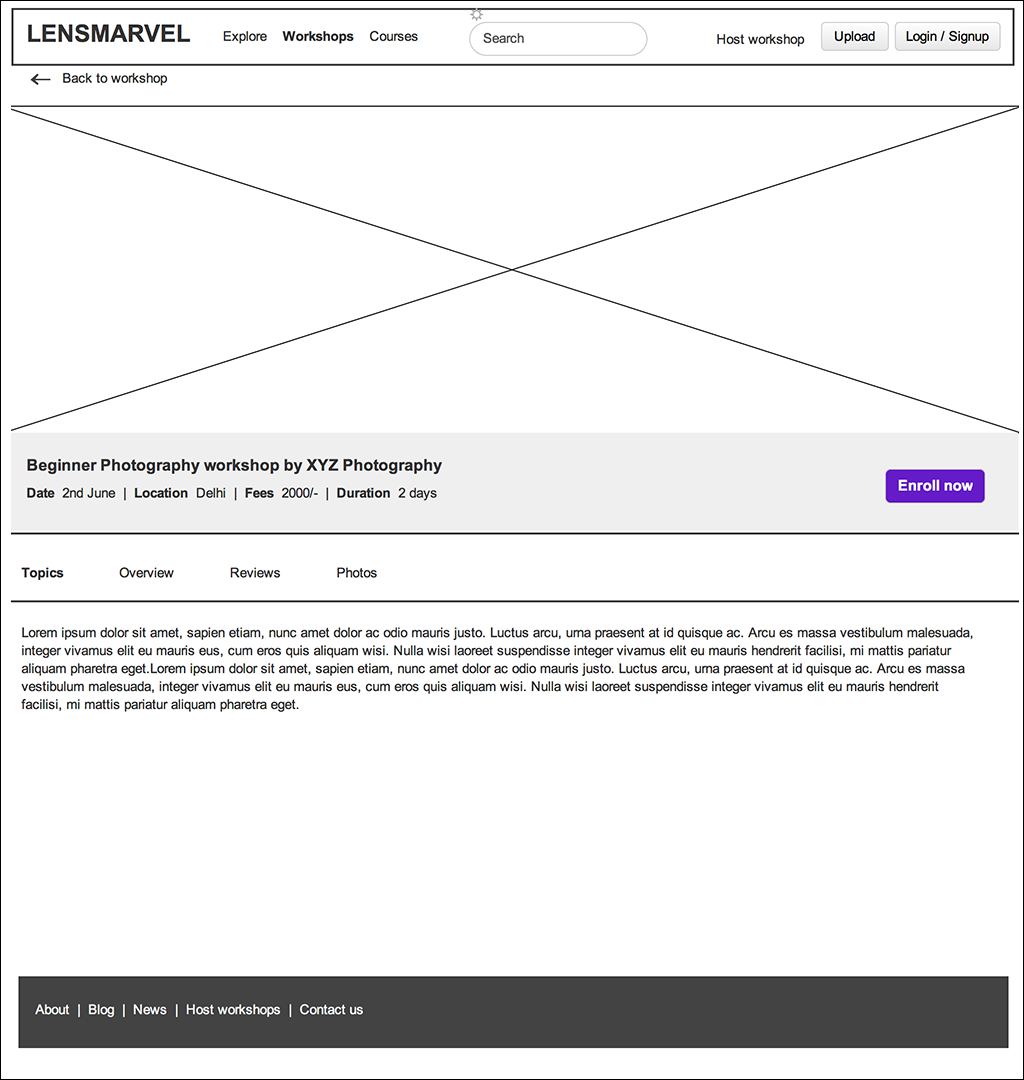 LENSMARVEL Explore Workshops Courses Search Host workshop Upload Login / Signup
Back to workshop
Beginner Photography workshop by XYZ Photography
Date 2nd June | Location Delhi | Fees 2000/- | Duration 2 days
Enroll now
Topics Overview Reviews Photos
Lorem ipsum dolor sit amet, sapien etiam, nunc amet dolor ac odio mauris justo. Luctus arcu, urna praesent at id quisque ac. Arcu es massa vestibulum malesuada,
integer vivamus elit eu mauris eus, cum eros quis aliquam wisi. Nulla wisi laoreet suspendisse integer vivamus elit eu mauris hendrerit facilisi, mi mattis pariatur
aliquam pharetra eget.Lorem ipsum dolor sit amet, sapien etiam, nunc amet dolor ac odio mauris justo. Luctus arcu, urna praesent at id quisque ac. Arcu es massa
vestibulum malesuada, integer vivamus elit eu mauris eus, cum eros quis aliquam wisi. Nulla wisi laoreet suspendisse integer vivamus elit eu mauris hendrerit
facilisi, mi mattis pariatur aliquam pharetra eget.
About | Blog | News | Host workshops | Contact us